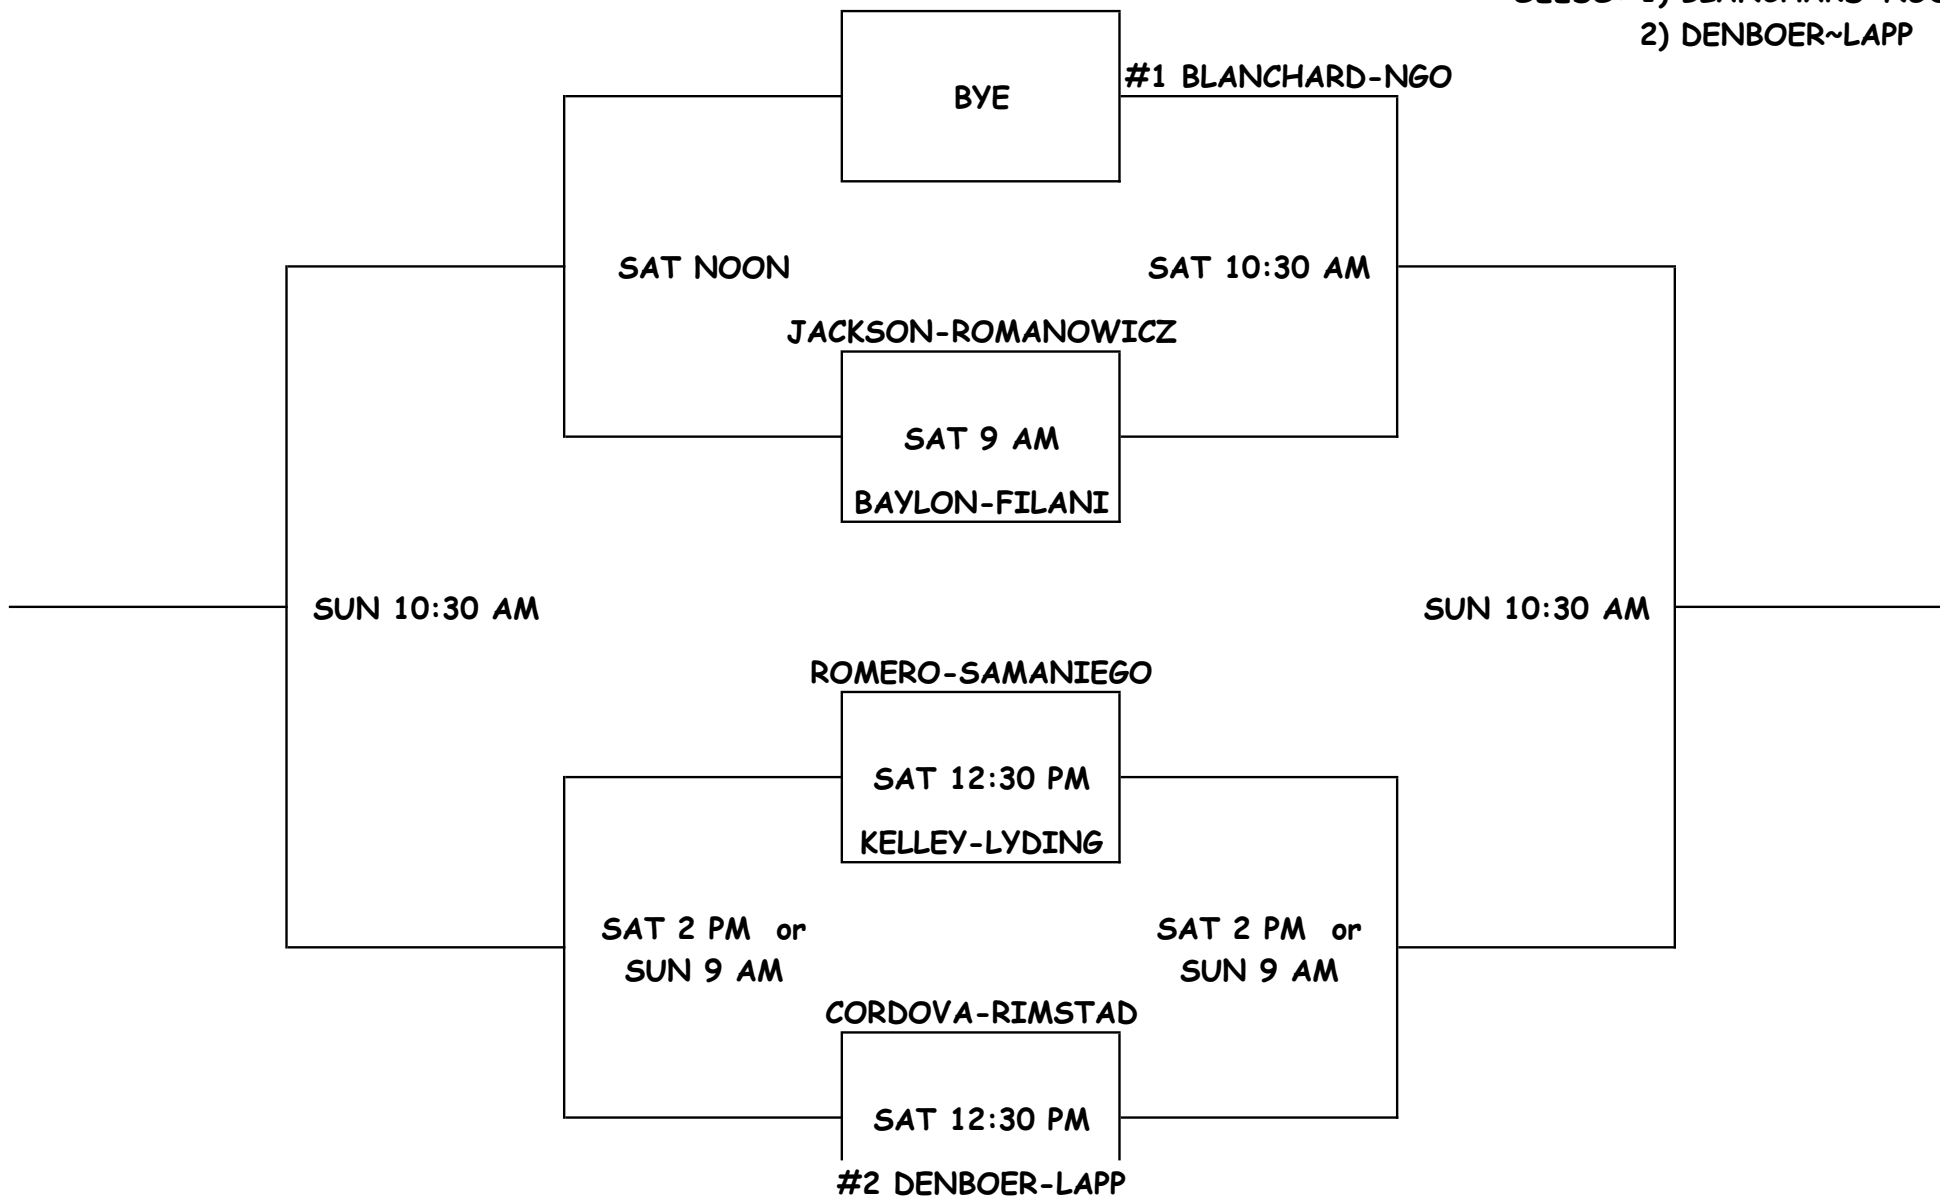 2) DENBOER~LAPP
#1 BLANCHARD-NGO
BYE
SAT NOON
SAT 10:30 AM
JACKSON-ROMANOWICZ
SAT 9 AM
BAYLON-FILANI
SUN 10:30 AM
SUN 10:30 AM
ROMERO-SAMANIEGO
SAT 12:30 PM
KELLEY-LYDING
SAT 2 PM or
SUN 9 AM
SAT 2 PM or
SUN 9 AM
CORDOVA-RIMSTAD
SAT 12:30 PM
#2 DENBOER-LAPP